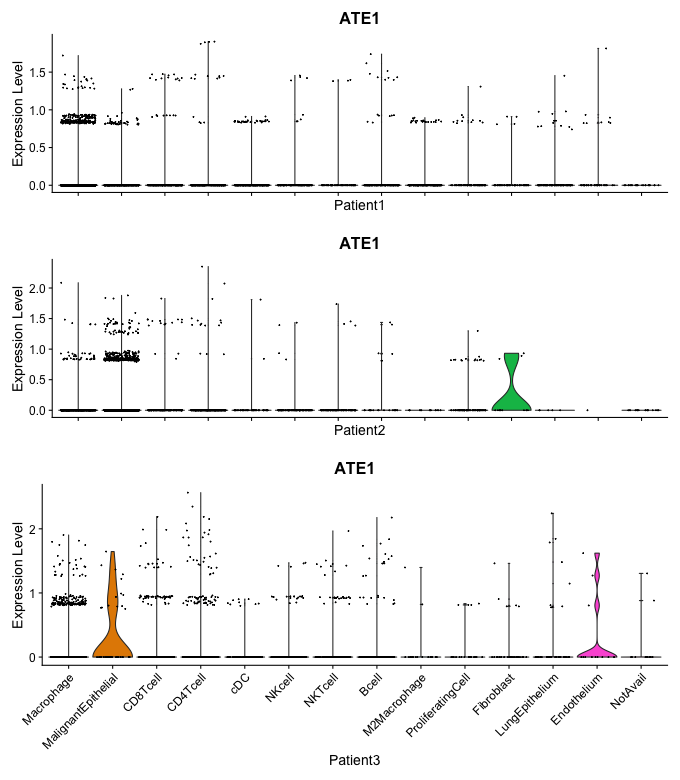 ATE1
Expression Level
1.5
1.0
0.5
0.0
Patient1
ATE1
Expression Level
2.0
1.5
1.0
0.5
0.0
Patient2
ATE1
Expression Level
2
1
0
Macrophage
MalignantEpithelial
CD8Tcell
CD4Tcell
cDC
NKcell
NKTcell
Bcell
M2Macrophage
ProliferatingCell
Fibroblast
LungEpithelium
Endothelium
NotAvail
Patient3